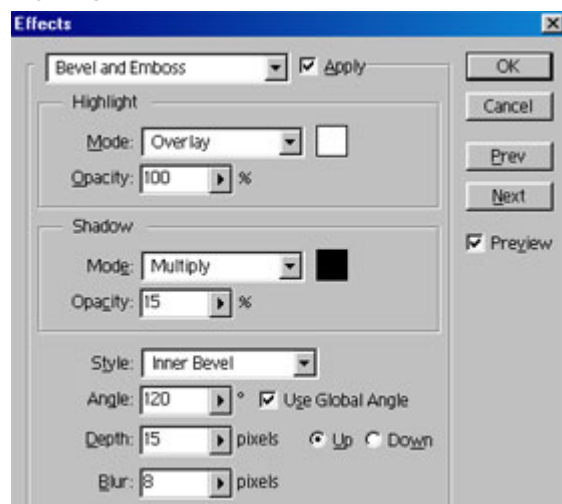 Effects
Bevel and Emboss Apply OK
Highlight Cancel
Mode: Overlay
Opacity: 100 % Prev
Next
Shadow
Preview
Mode: Multiply
Opacity: 15 %
Style: Inner Bevel
Angle: 120 ° Use Global Angle
Depth: 15 pixels Up Down
Blur: 8 pixels